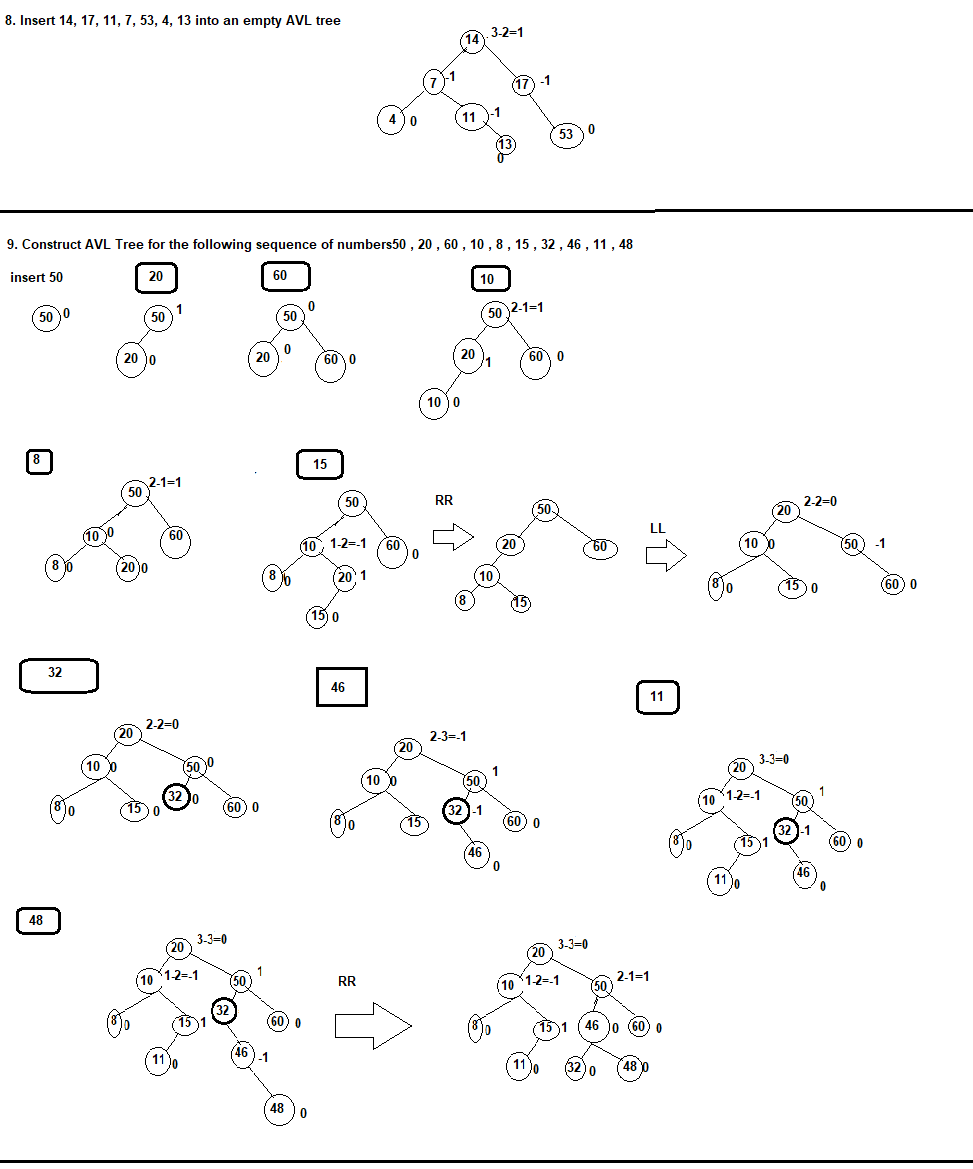 8. Insert 14, 17, 11, 7, 53, 4, 13 into an empty AVL tree
14 3-2=1
7 -1 17 -1
4 0 11 -1 53 0
13
0
9. Construct AVL Tree for the following sequence of numbers50 , 20 , 60 , 10 , 8 , 15 , 32 , 46 , 11 , 48
insert 50 20 60 10
50 0 50 1 50 0 50 2-1=1
20 0 20 0 60 0 20 1 60 0
10 0
8 15
50 2-1=1 50 RR 50 LL 20 2-2=0
10 0 60 10 1-2=-1 60 0 20 60 10 0 50 -1
8 0 20 0 8 0 20 1 10 8 0 15 0 60 0
15 0 8 15
32 46 11
20 2-2=0 20 2-3=-1 20 3-3=0
10 0 50 0 10 0 50 1 10 1-2=-1 50 1
8 0 15 0 32 0 60 0 8 0 15 32 -1 60 0 8 0 15 1 32 -1 60 0
46 0 11 0 46 0
48
20 3-3=0 20 3-3=0
10 1-2=-1 50 1 RR 10 1-2=-1 50 2-1=1
8 0 15 1 32 60 0 8 0 15 1 46 0 60 0
11 0 46 -1 11 0 32 0 48 0
48 0